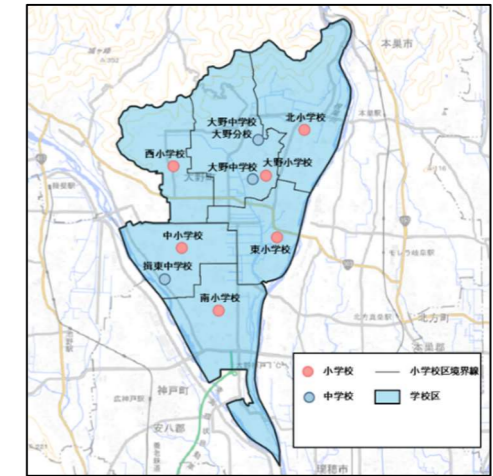 本巣市
北小学校
大野中学校
大野分校
西小学校
大野中学校
大野小学校
中小学校
東小学校
揖東中学校
南小学校
北方町
本巣郡
神戸町
安八郡
瑞穂市
小学校
小学校区境界線
中学校
学校区